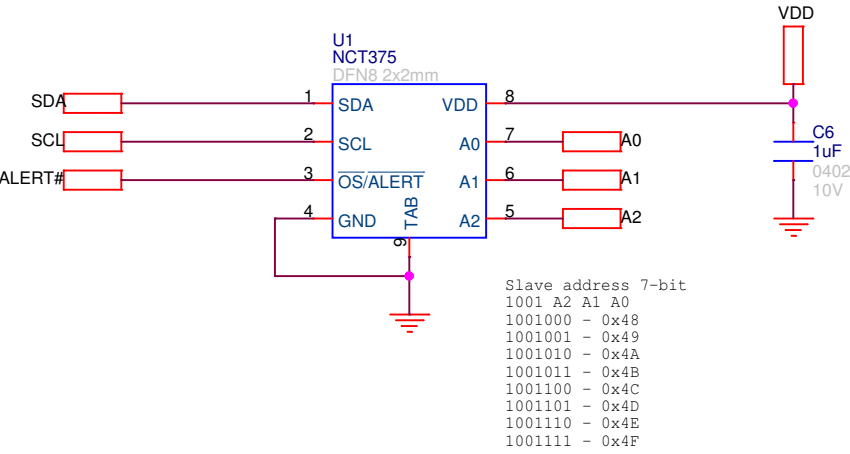 VDD
U1
NCT375
DFN8 2x2mm
SDA
1
SDA
VDD
8
SCL
2
SCL
A0
7
A0
C6
1uF
0402
10V
ALERT#
3
OS/ALERT
A1
6
A1
4
GND
TAB
9
A2
5
A2
Slave address 7-bit
1001 A2 A1 A0
1001000 - 0x48
1001001 - 0x49
1001010 - 0x4A
1001011 - 0x4B
1001100 - 0x4C
1001101 - 0x4D
1001110 - 0x4E
1001111 - 0x4F